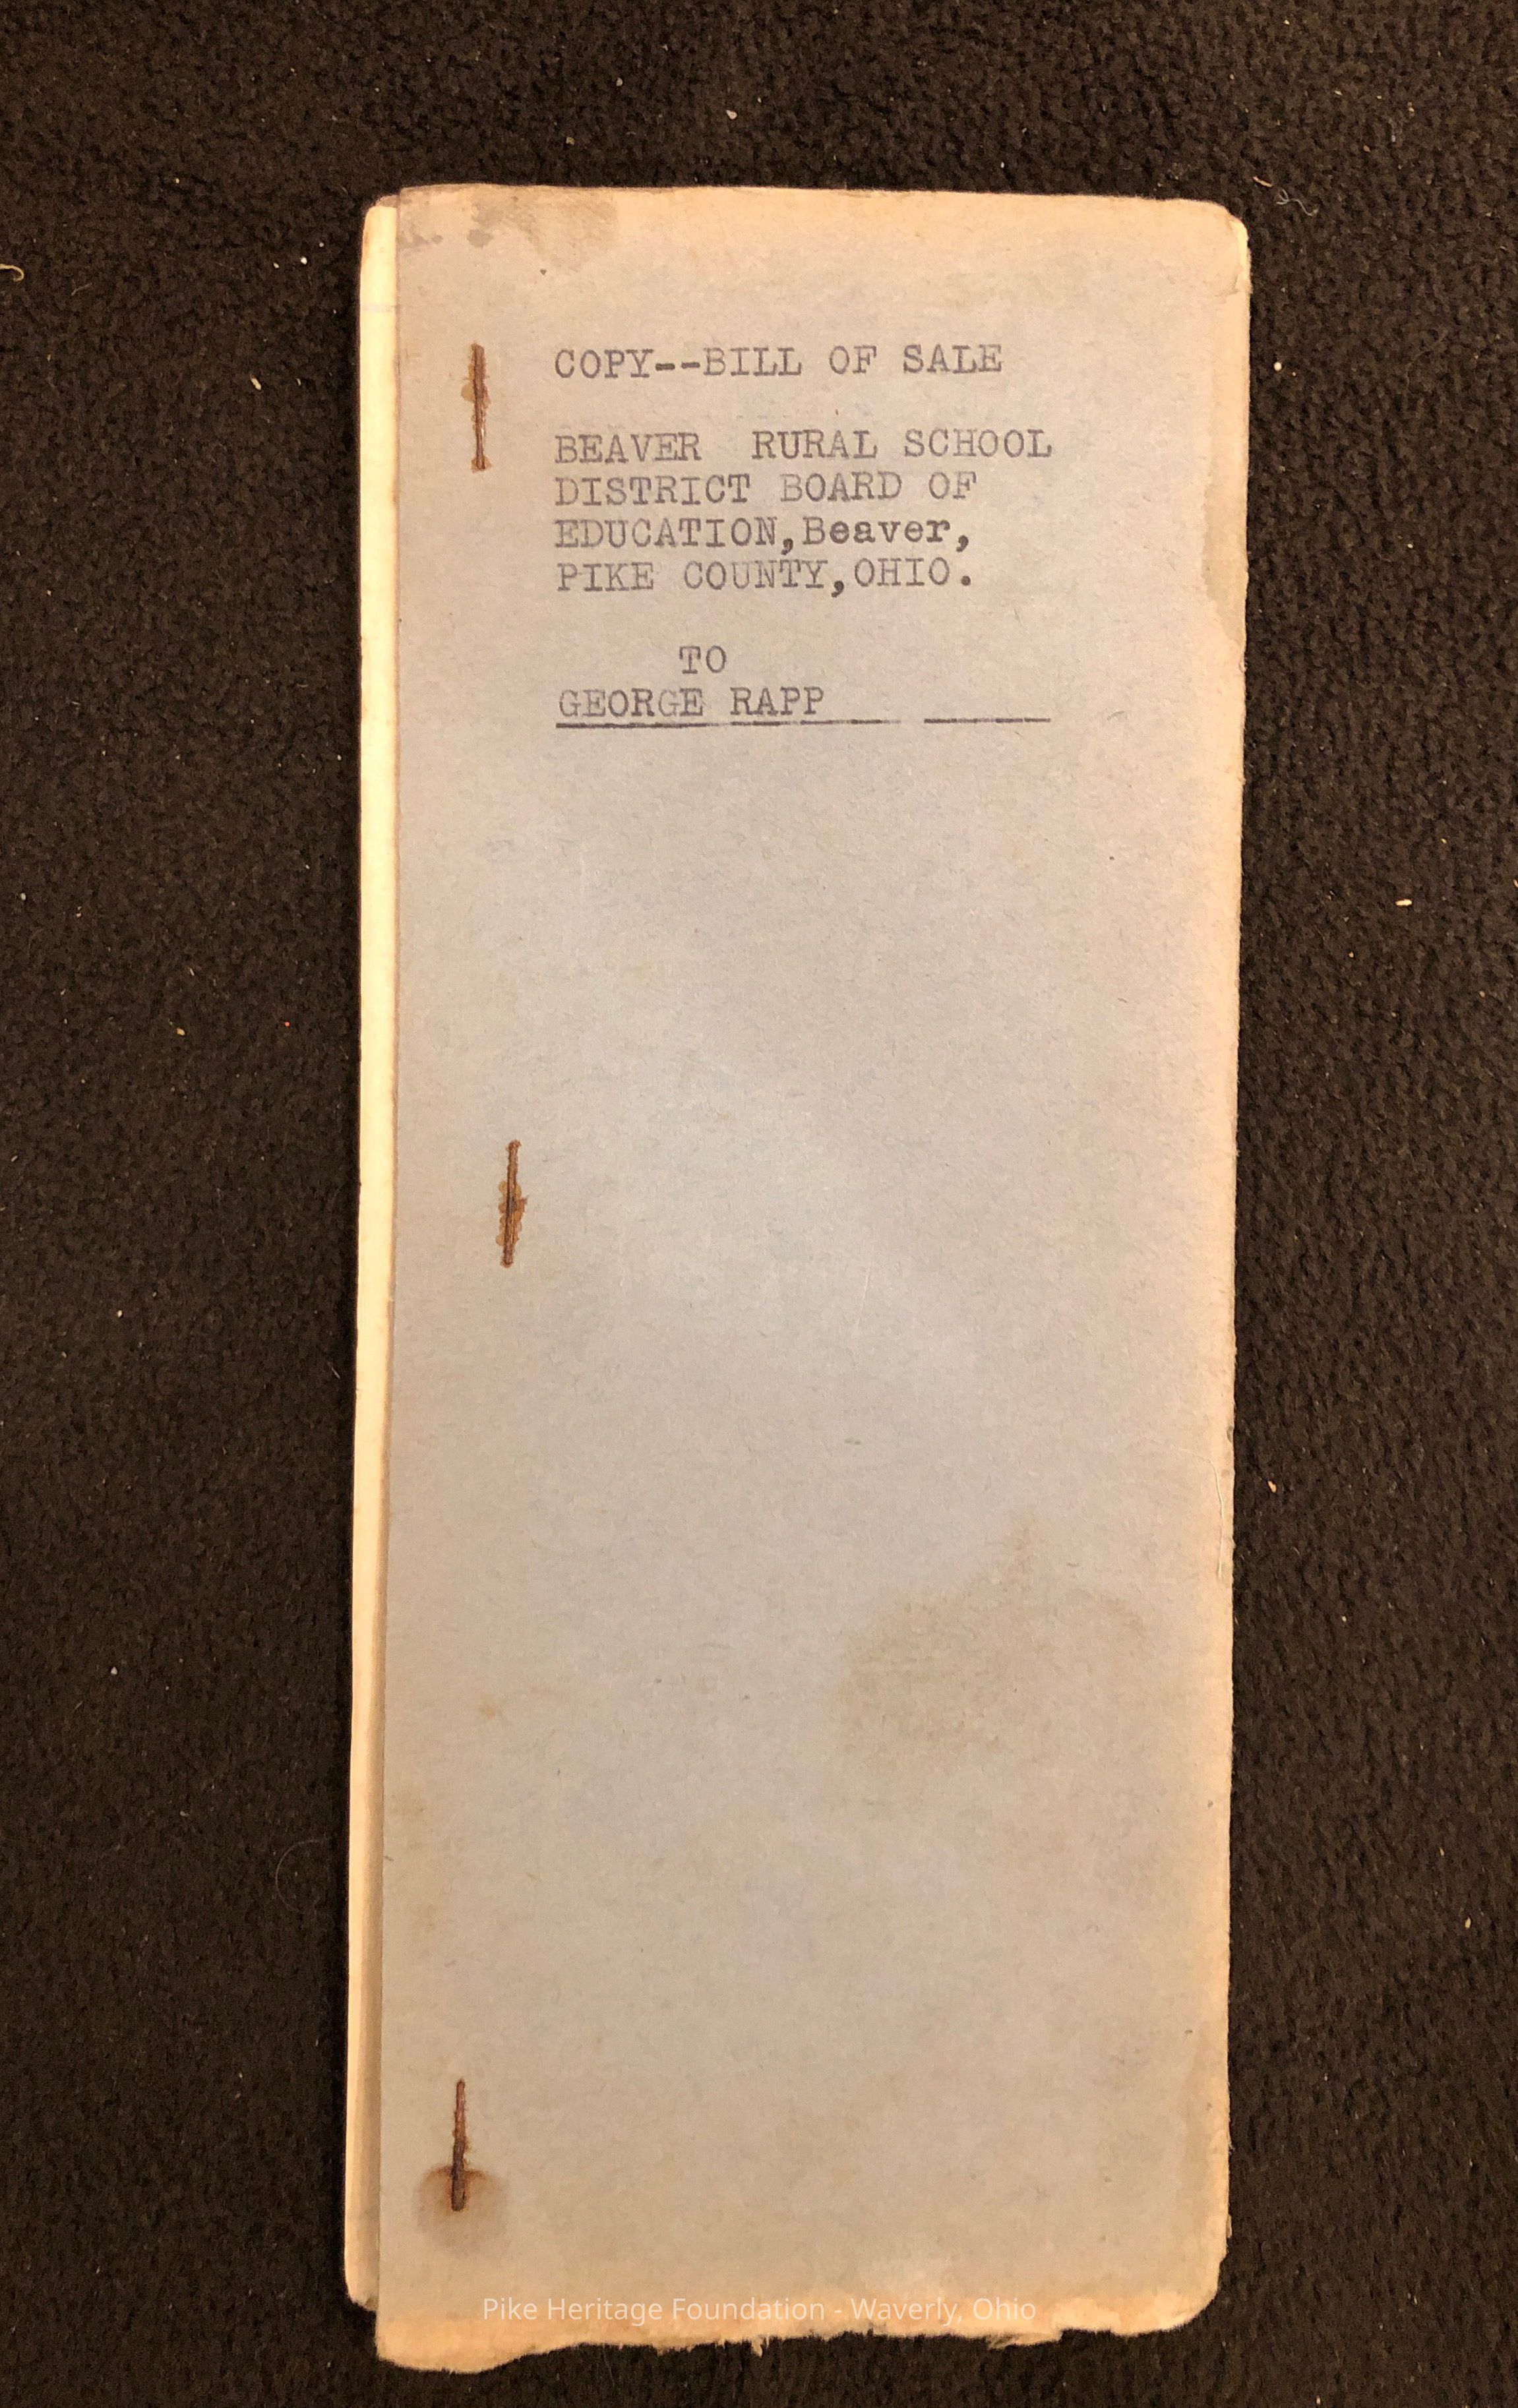 COPY--BILL OF SALE
BEAVER RURAL SCHOOL
DISTRICT BOARD OF
EDUCATION,Beaver,
PIKE COUNTY,OHIO.
TO
GEORGE RAPP
Pike Heritage Foundation - Waverly, Ohio